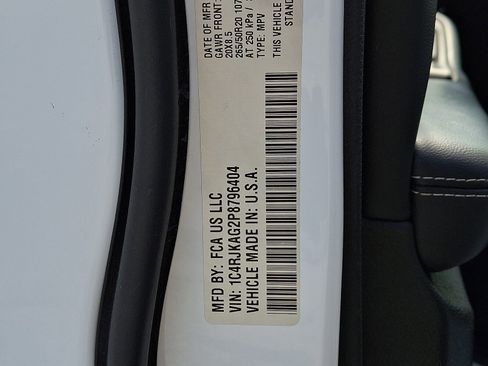 MFD BY: FCA US LLC
VIN: 1C4RJKAG2P8796404
VEHICLE MADE IN: U.S.A.
DATE OF MFR
GAWR FRONT:
20X8.5
265/50R20 107
AT 250 kPa /
TYPE: MPV
THIS VEHICLE
STAND